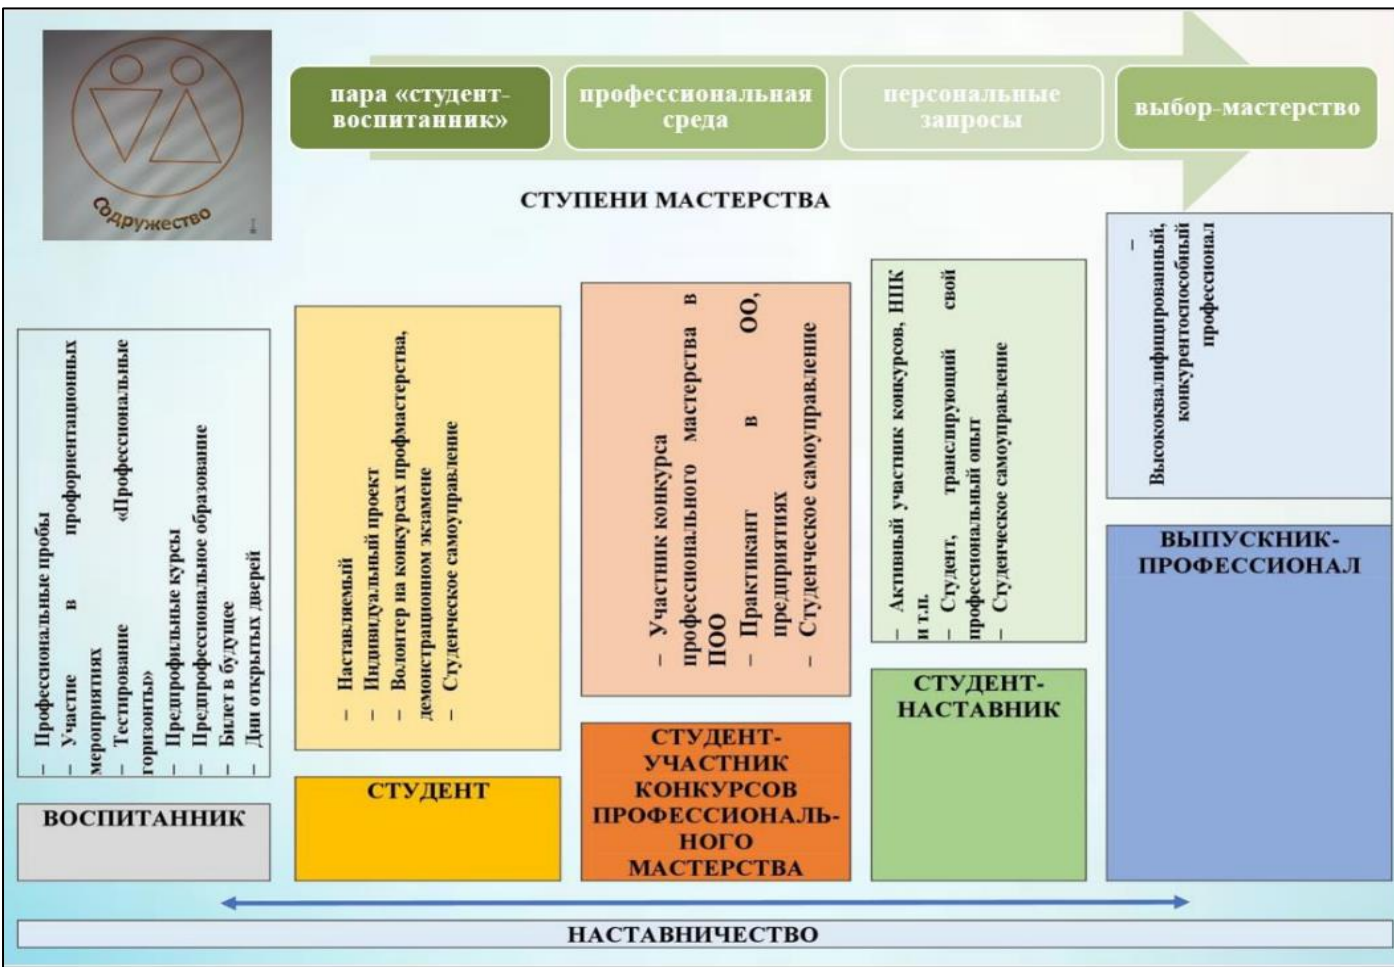 Содружество
пара «студент-
воспитанник»
профессиональная
среда
персональные
запросы
выбор-мастерство
СТУПЕНИ МАСТЕРСТВА
– Профессиональные пробы
– Участие в профориентационных
мероприятиях
– Тестирование «Профессиональные
горизонты»
– Предпрофильные курсы
– Предпрофессиональное образование
– Билет в будущее
– Дни открытых дверей
ВОСПИТАННИК
– Наставляемый
– Индивидуальный проект
– Волонтер на конкурсах профмастерства,
демонстрационном экзамене
– Студенческое самоуправление
СТУДЕНТ
– Участник конкурса
профессионального мастерства в
ПОО
– Практикант в ОО,
предприятиях
– Студенческое самоуправление
СТУДЕНТ-
УЧАСТНИК
КОНКУРСОВ
ПРОФЕССИОНАЛЬ-
НОГО
МАСТЕРСТВА
– Активный участник конкурсов, НПК
и т.п.
– Студент, транслирующий свой
профессиональный опыт
– Студенческое самоуправление
СТУДЕНТ-
НАСТАВНИК
–
Высококвалифицированный,
конкурентоспособный
профессионал
ВЫПУСКНИК-
ПРОФЕССИОНАЛ
НАСТАВНИЧЕСТВО